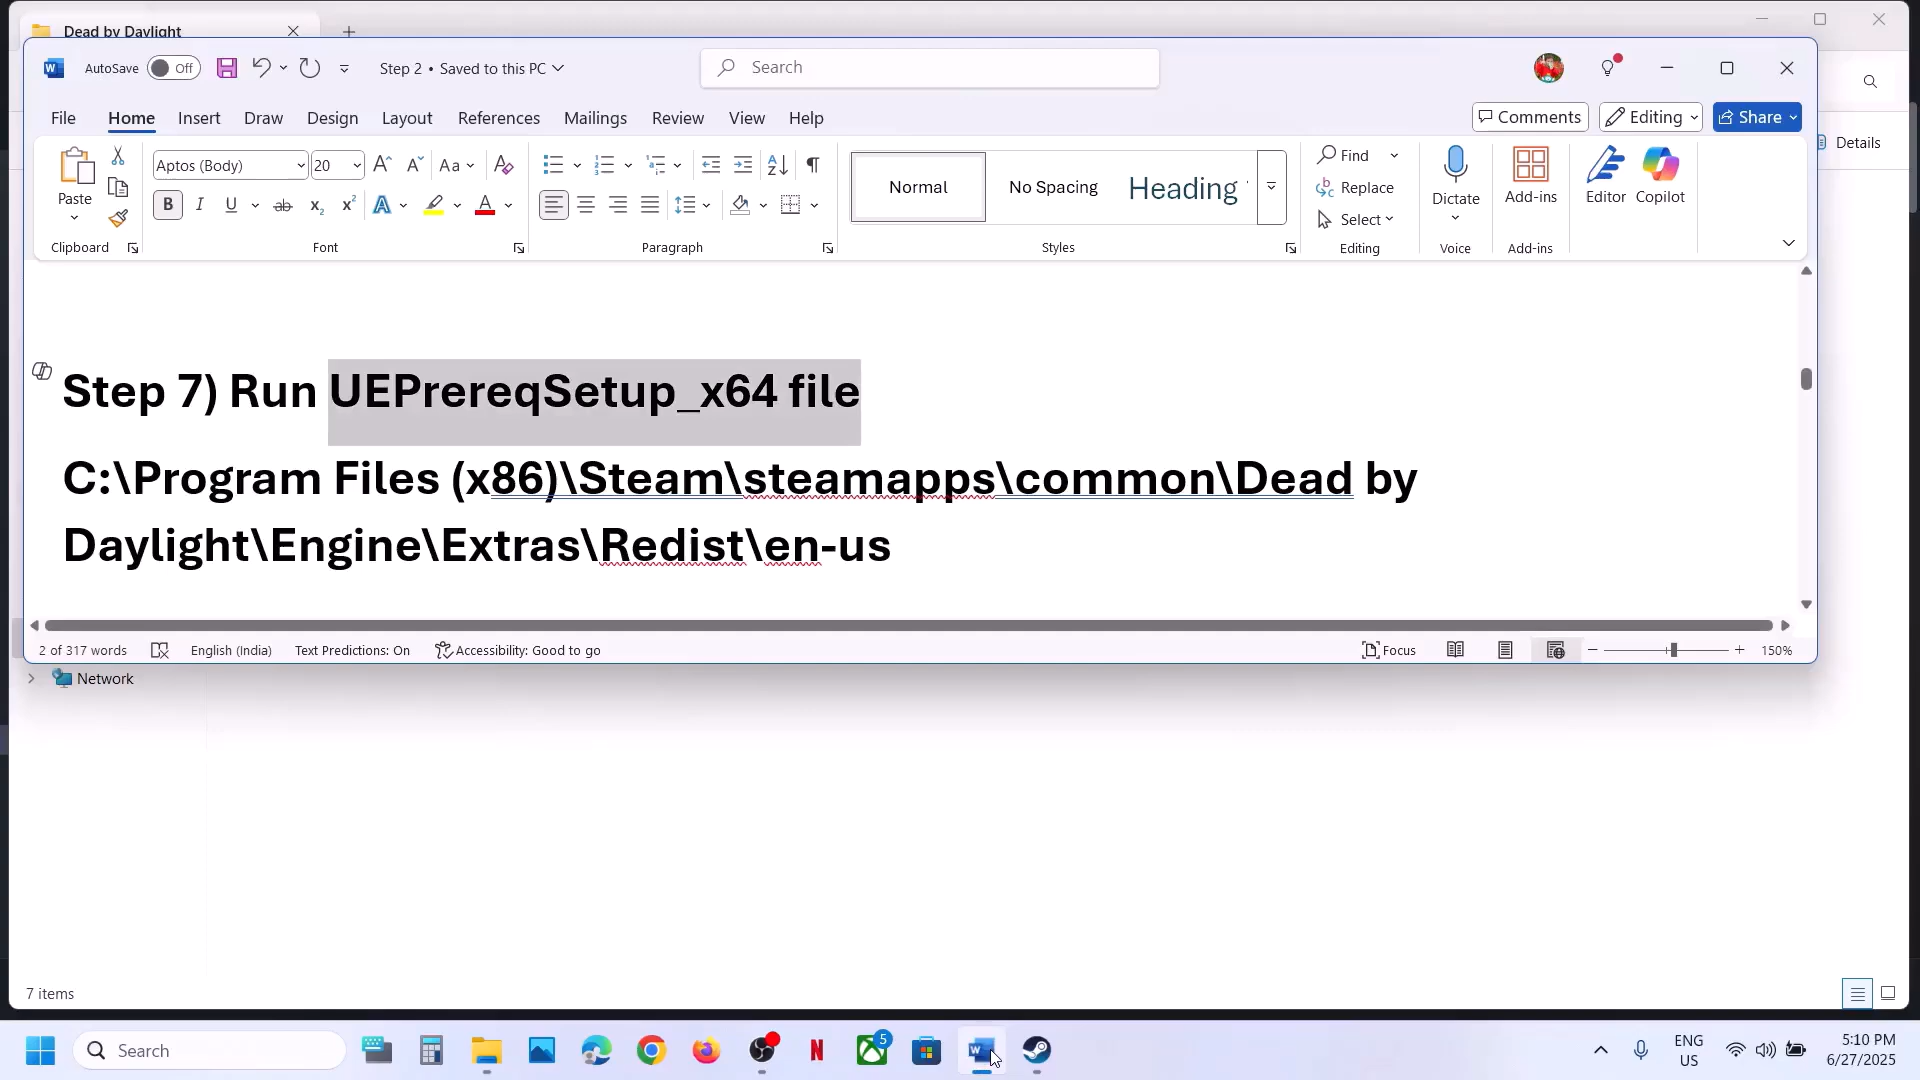 Dead by Daylight
AutoSave
Off
Step 2 • Saved to this PC
Search
File
Home
Insert
Draw
Design
Layout
References
Mailings
Review
View
Help
Comments
Editing
Share
Details
Paste
Clipboard
Aptos (Body)
20
Aa
B
I
U
ab
Font
Paragraph
Normal
No Spacing
Heading
Styles
Find
Replace
Select
Editing
Dictate
Voice
Add-ins
Add-ins
Editor
Copilot
Step 7) Run UEPrereqSetup_x64 file
C:\Program Files (x86)\Steam\steamapps\common\Dead by
Daylight\Engine\Extras\Redist\en-us
2 of 317 words
English (India)
Text Predictions: On
Accessibility: Good to go
Focus
150%
Network
7 items
Search
5
ENG
US
5:10 PM
6/27/2025